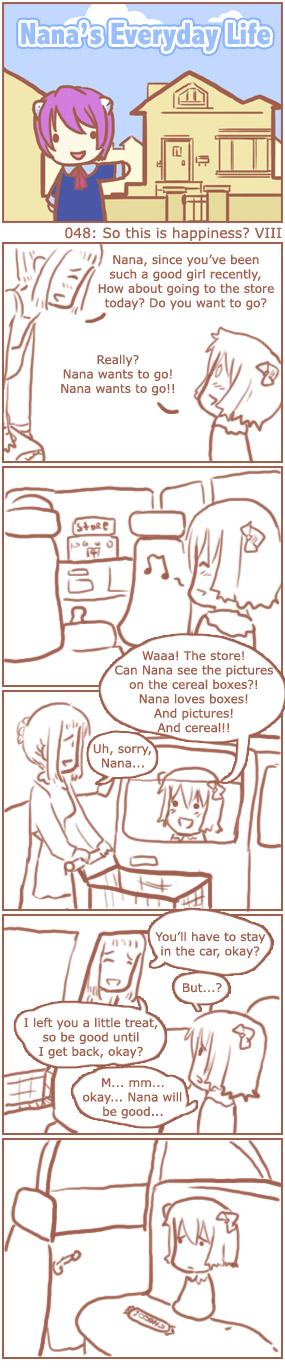 Nana's Everyday Life
048: So this is happiness? VIII
Nana, since you've been
such a good girl recently,
How about going to the store
today? Do you want to go?
Really?
Nana wants to go!
Nana wants to go!!
Store
Waaa! The store!
Can Nana see the pictures
on the cereal boxes?!
Nana loves boxes!
And pictures!
And cereal!!
Uh, sorry,
Nana...
You'll have to stay
in the car, okay?
But...?
I left you a little treat,
so be good until
I get back, okay?
M... mm...
okay... Nana will
be good...